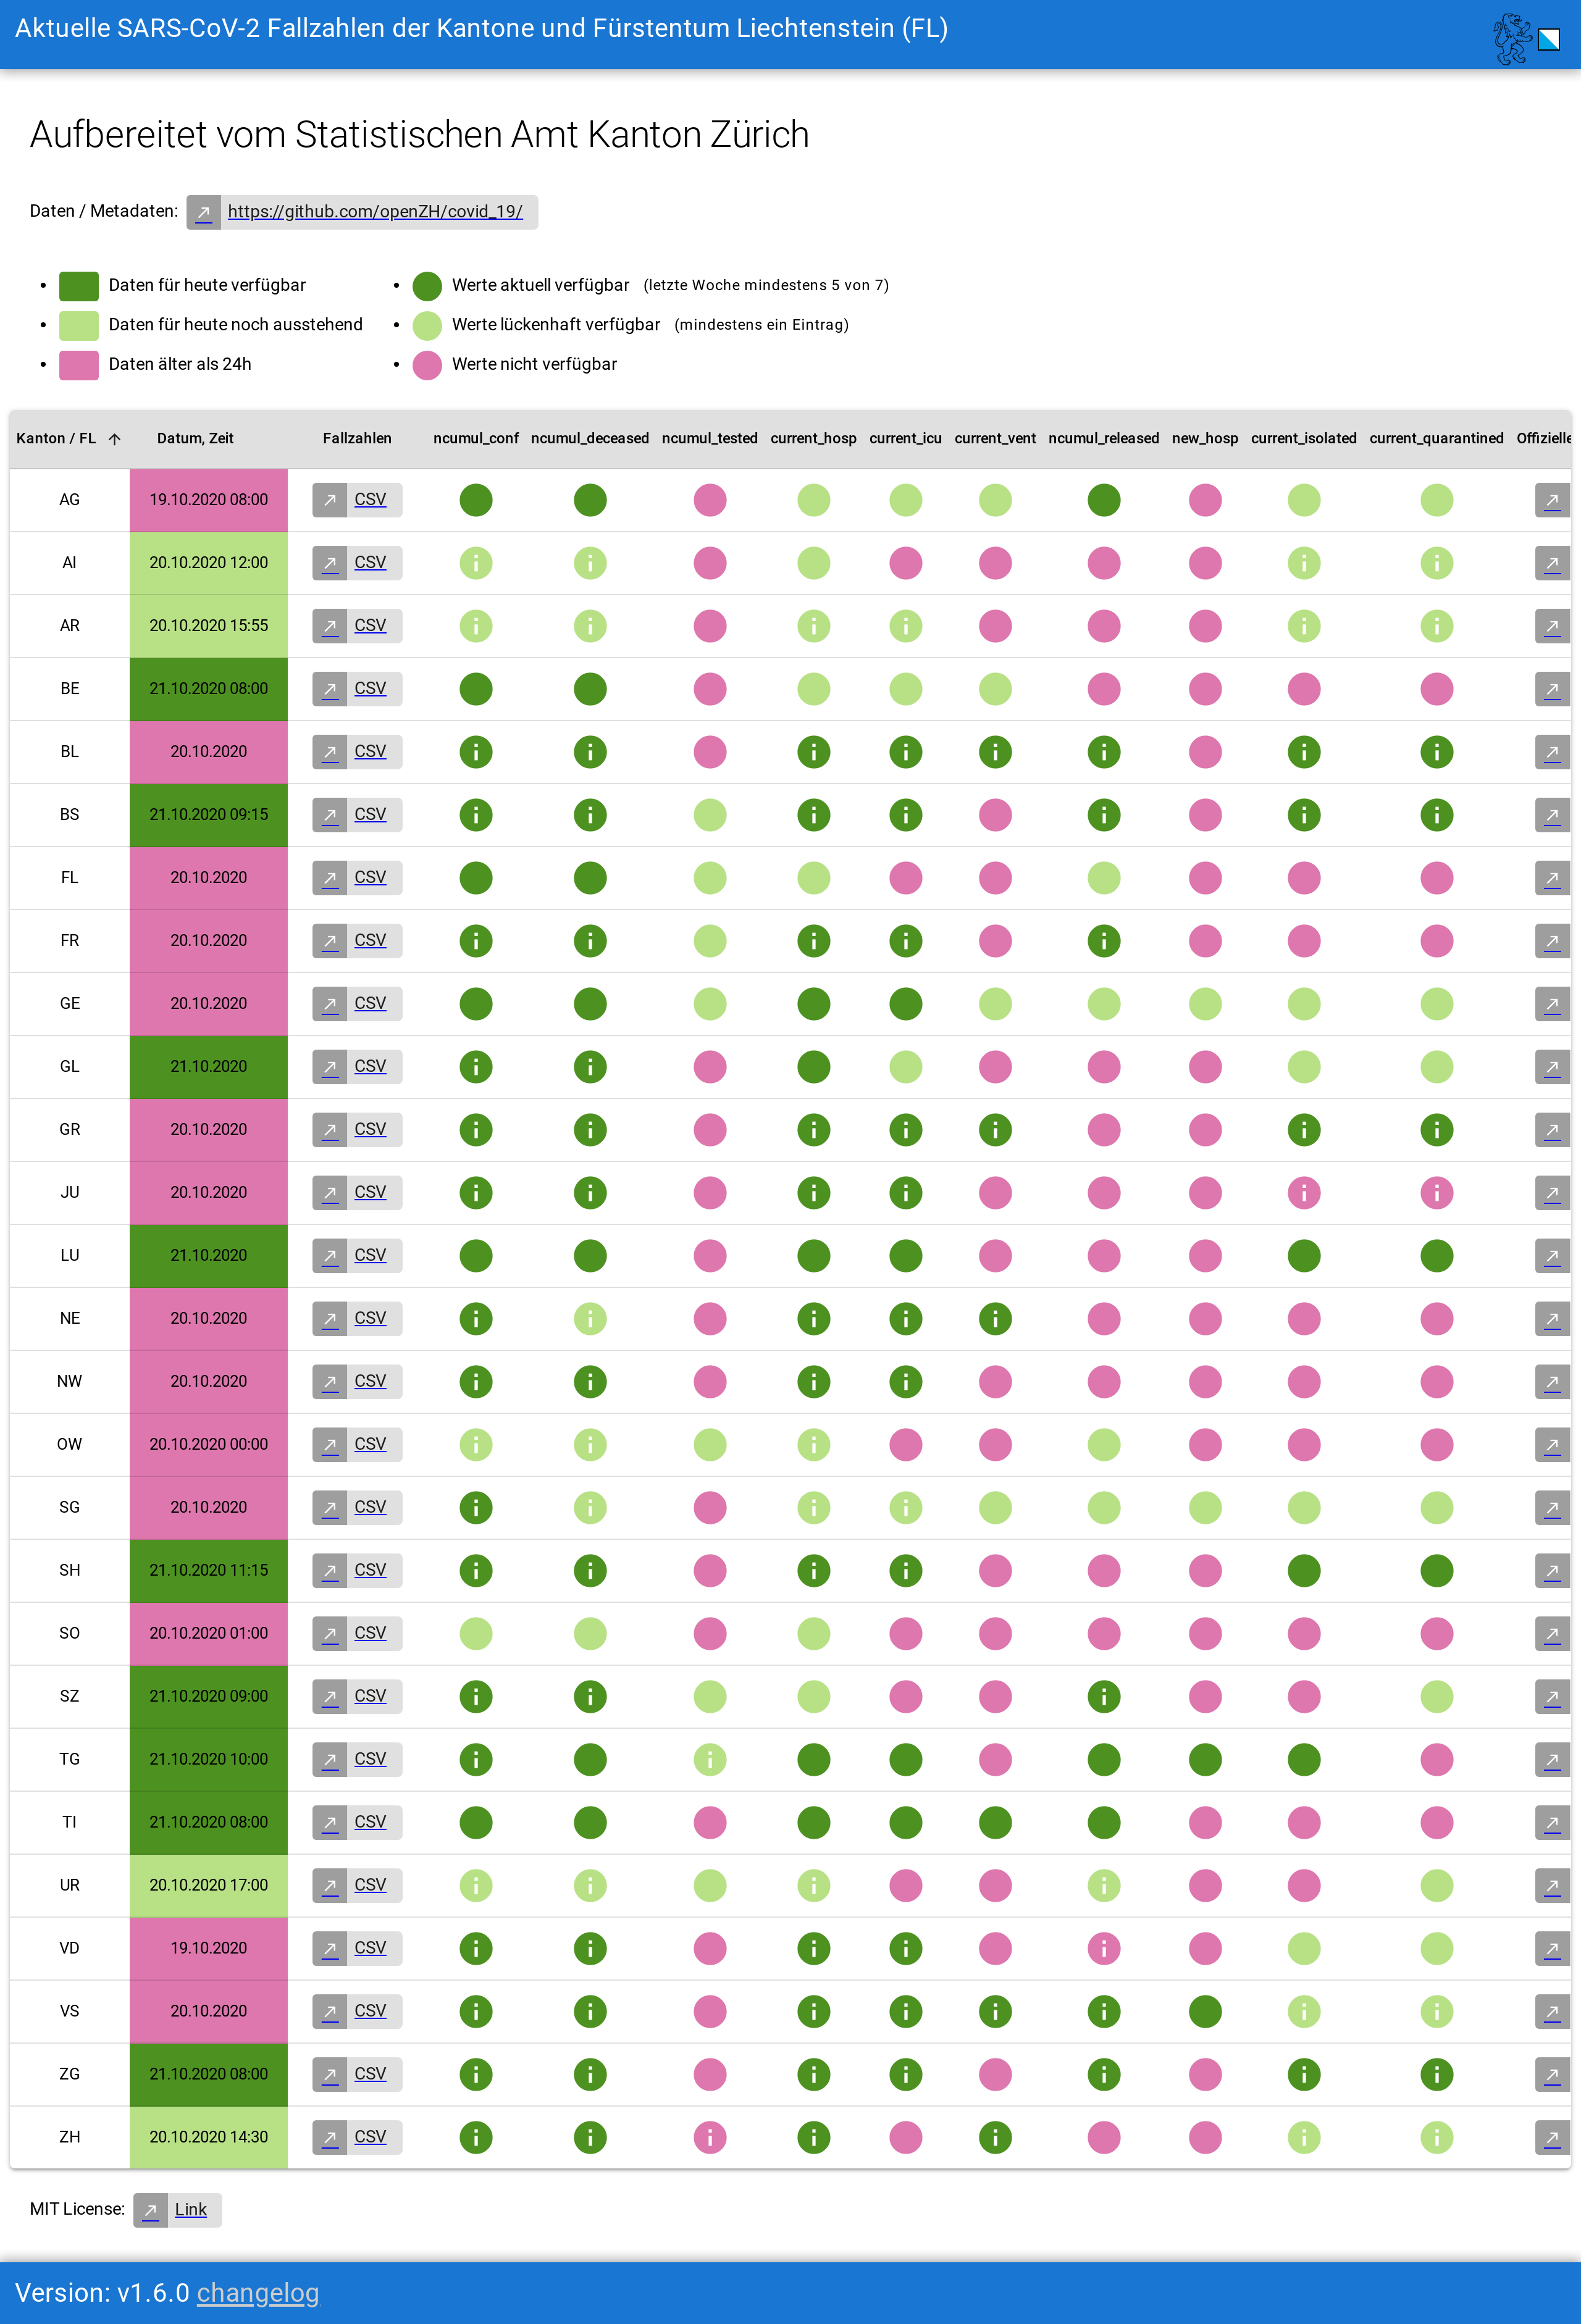 Aktuelle SARS-CoV-2 Fallzahlen der Kantone und Fürstentum Liechtenstein (FL)
Aufbereitet vom Statistischen Amt Kanton Zürich
Daten / Metadaten: https://github.com/openZH/covid_19/
Daten für heute verfügbar
Daten für heute noch ausstehend
Daten älter als 24h
Werte aktuell verfügbar (letzte Woche mindestens 5 von 7)
Werte lückenhaft verfügbar (mindestens ein Eintrag)
Werte nicht verfügbar
Kanton / FL Datum, Zeit Fallzahlen ncumul_conf ncumul_deceased ncumul_tested current_hosp current_icu current_vent ncumul_released new_hosp current_isolated current_quarantined Offizielle
AG 19.10.2020 08:00 CSV
AI 20.10.2020 12:00 CSV
AR 20.10.2020 15:55 CSV
BE 21.10.2020 08:00 CSV
BL 20.10.2020 CSV
BS 21.10.2020 09:15 CSV
FL 20.10.2020 CSV
FR 20.10.2020 CSV
GE 20.10.2020 CSV
GL 21.10.2020 CSV
GR 20.10.2020 CSV
JU 20.10.2020 CSV
LU 21.10.2020 CSV
NE 20.10.2020 CSV
NW 20.10.2020 CSV
OW 20.10.2020 00:00 CSV
SG 20.10.2020 CSV
SH 21.10.2020 11:15 CSV
SO 20.10.2020 01:00 CSV
SZ 21.10.2020 09:00 CSV
TG 21.10.2020 10:00 CSV
TI 21.10.2020 08:00 CSV
UR 20.10.2020 17:00 CSV
VD 19.10.2020 CSV
VS 20.10.2020 CSV
ZG 21.10.2020 08:00 CSV
ZH 20.10.2020 14:30 CSV
MIT License: Link
Version: v1.6.0 changelog